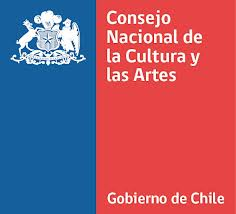 Consejo
Nacional de
la Cultura y
las Artes
Gobierno de Chile